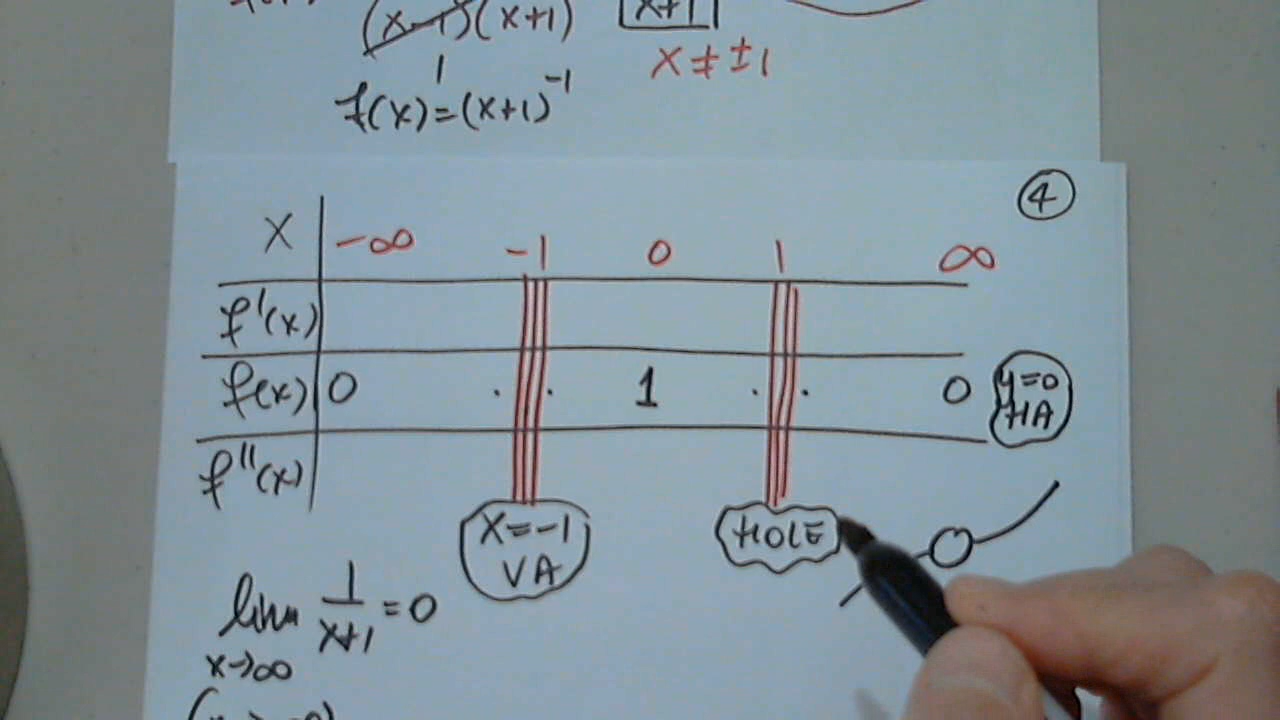 (x-1)(x+1) x+1
1
x ≠ ±1
f(x)=(x+1)⁻¹
4
x -∞ -1 0 1 ∞
f'(x)
f(x) 0 · · 1 · · 0 y=0
HA
f''(x)
x=-1
VA
HOLE
lim 1/x+1 =0
x→∞